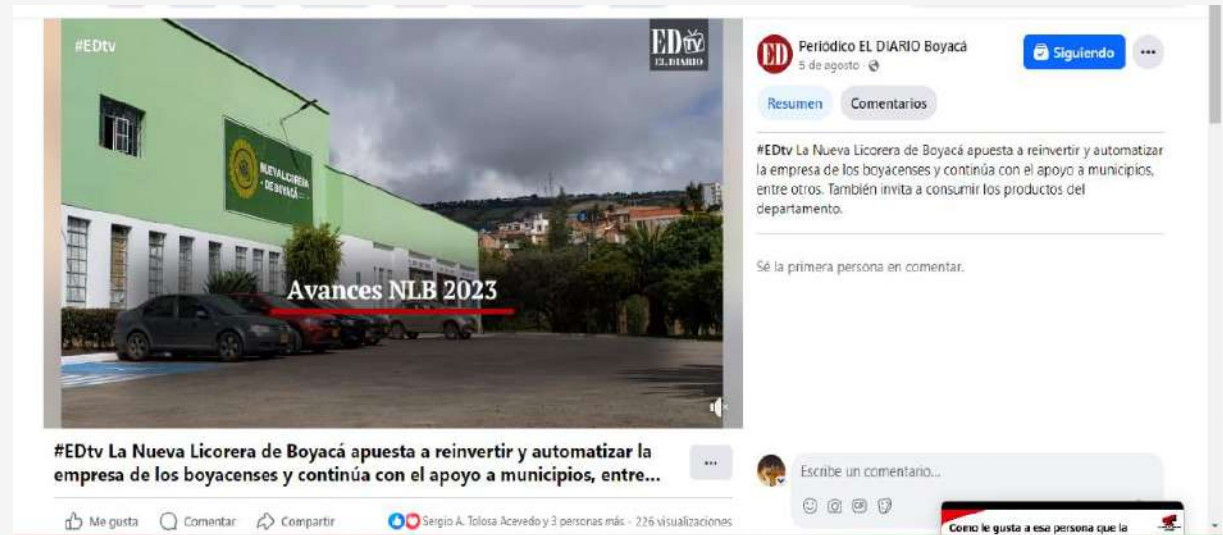 #EDtv
EDtv
EL DIARIO
NUEVA LICORERA
DE BOYACÁ
Avances NLB 2023
#EDtv La Nueva Licorera de Boyacá apuesta a reinvertir y automatizar la
empresa de los boyacenses y continúa con el apoyo a municipios, entre...
Me gusta
Comentar
Compartir
Sergio A. Tolosa Acevedo y 3 personas más · 226 visualizaciones
ED
Periódico EL DIARIO Boyacá
5 de agosto ·
Siguiendo
Resumen
Comentarios
#EDtv La Nueva Licorera de Boyacá apuesta a reinvertir y automatizar
la empresa de los boyacenses y continúa con el apoyo a municipios,
entre otros. También invita a consumir los productos del
departamento.
Sé la primera persona en comentar.
Escribe un comentario...
Como le gusta a esa persona que la